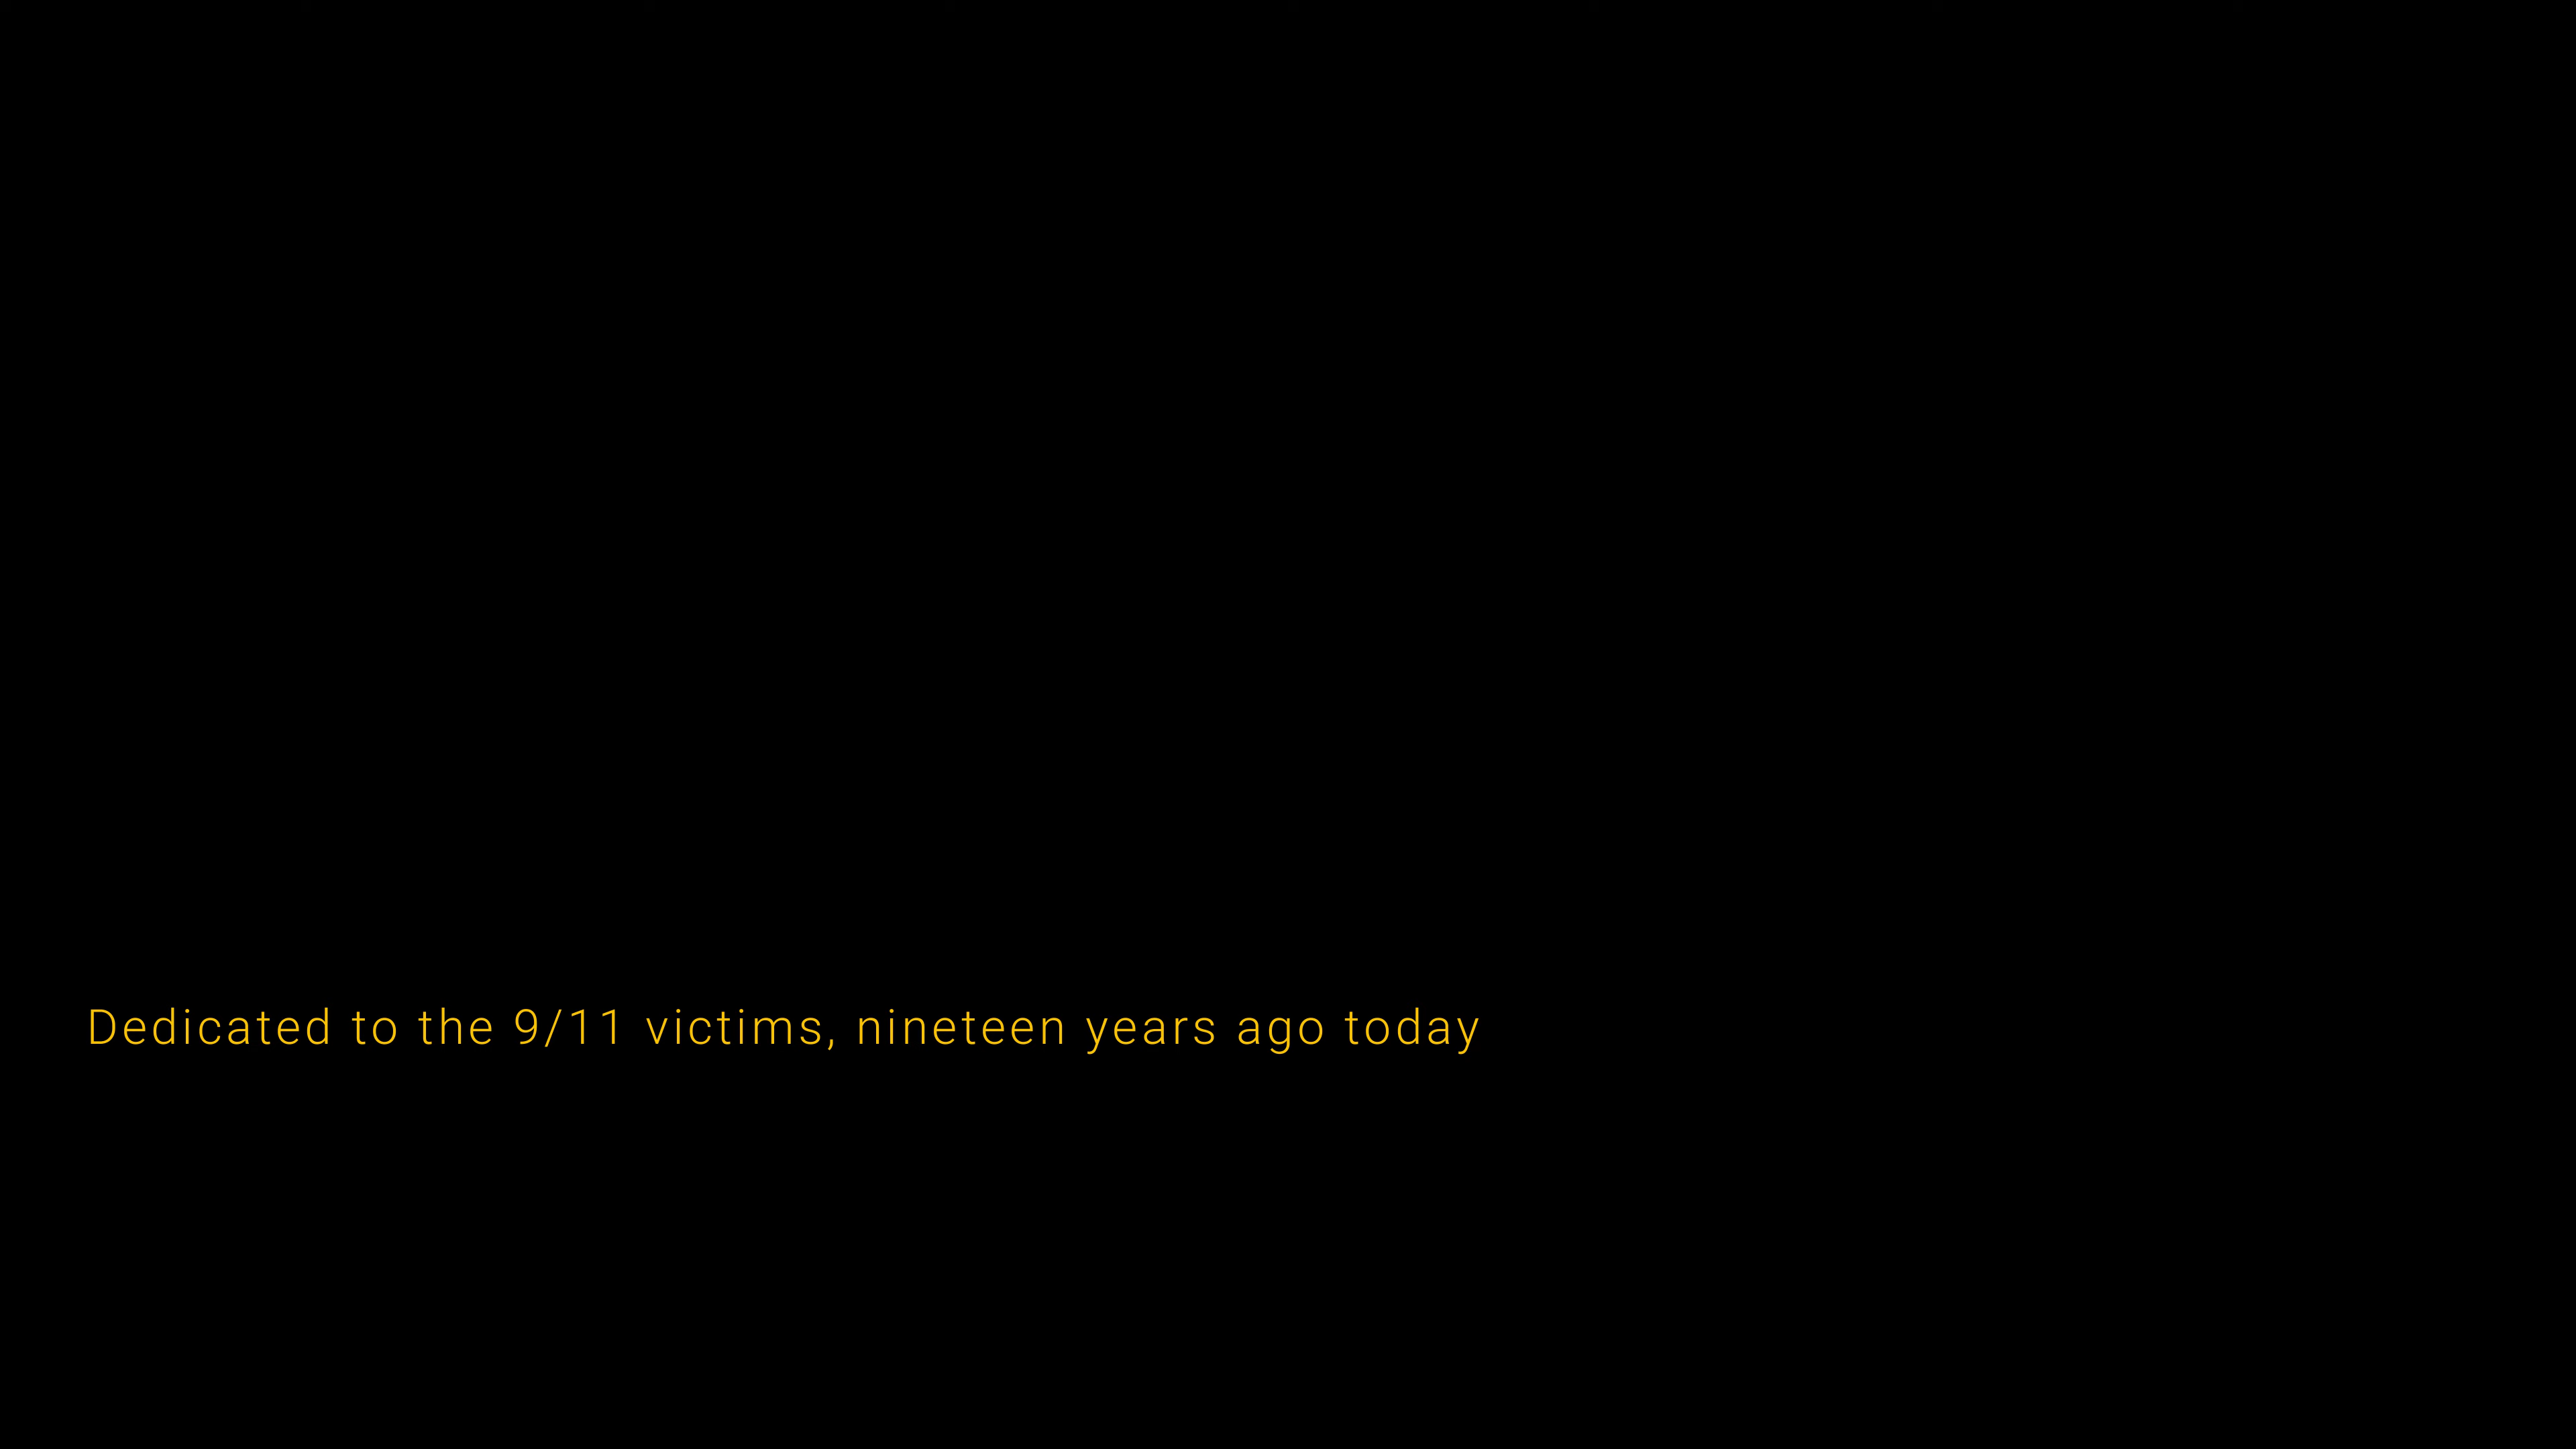 Dedicated to the 9/11 victims, nineteen years ago today